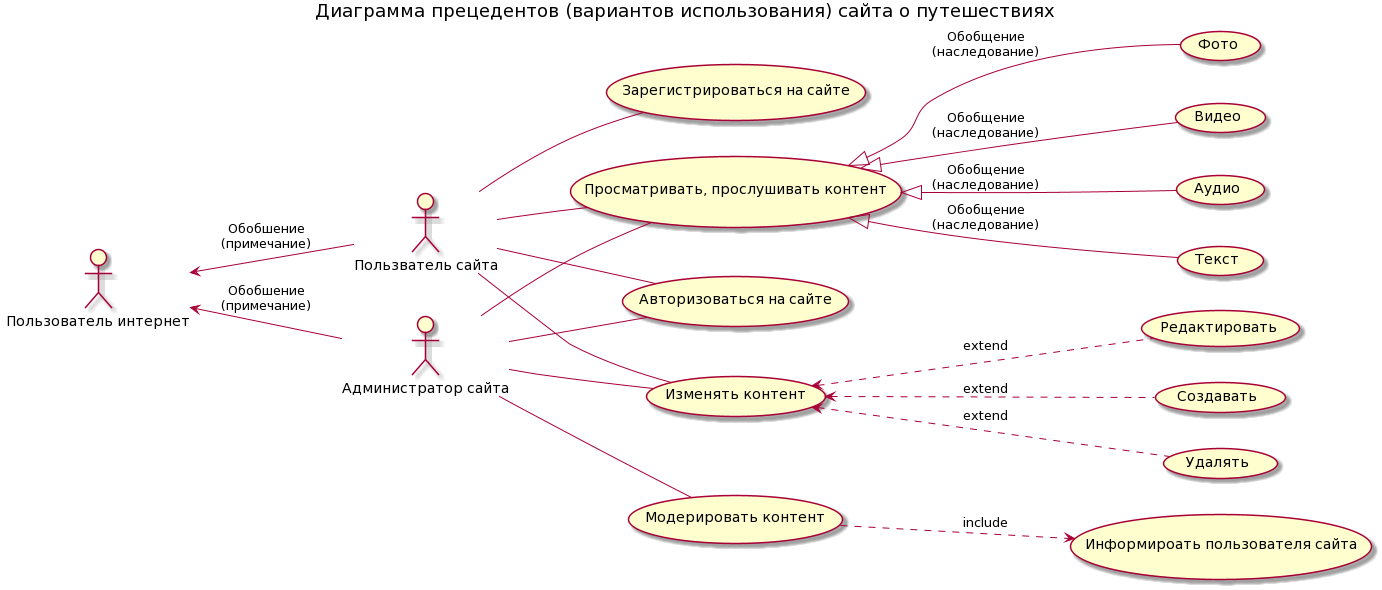 Диаграмма прецедентов (вариантов использования) сайта о путешествиях
Обобщение
(наследование)
Фото
Зарегистрироваться на сайте
Обобщение
(наследование)
Видео
Просматривать, прослушивать контент
Обобщение
(наследование)
Аудио
Обобщение
(наследование)
Текст
Обобшение
(примечание)
Пользватель сайта
Обобшение
(примечание)
Пользователь интернет
Авторизоваться на сайте
Администратор сайта
Изменять контент
extend
Редактировать
extend
Создавать
extend
Удалять
Модерировать контент
include
Информироать пользователя сайта